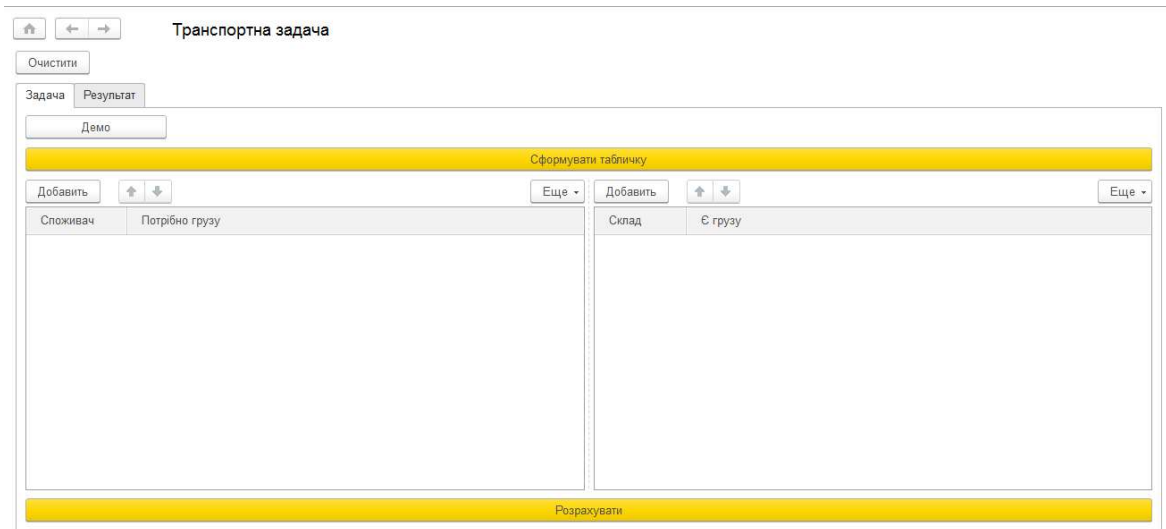 Транспортна задача
Очистити
Задача Результат
Демо
Сформувати табличку
Добавить Еще Добавить Еще
Споживач Потрібно грузу Склад Є грузу
Розрахувати